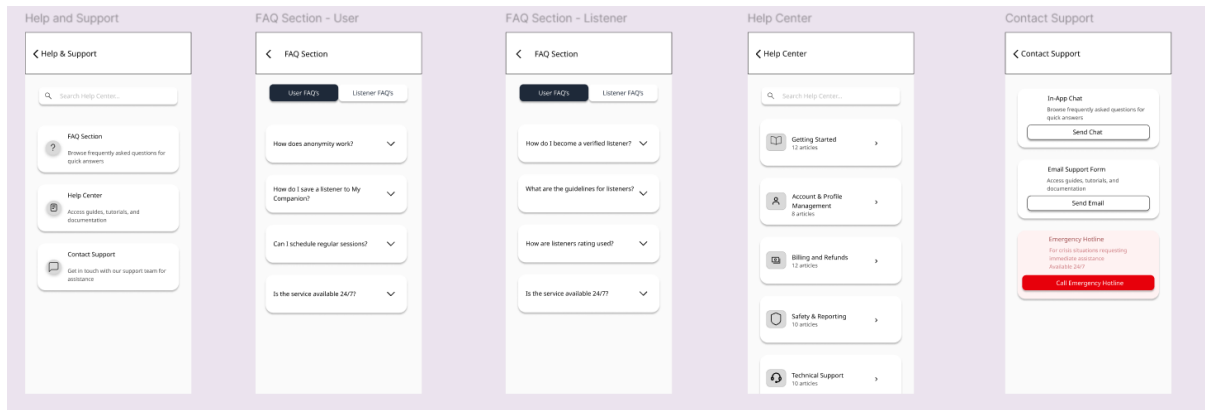 Help and Support
Help & Support
Search Help Center...
FAQ Section
?
Browse frequently asked questions for
quick answers
Help Center
Access guides, tutorials, and
documentation
Contact Support
Get in touch with our support team for
assistance
FAQ Section - User
FAQ Section
User FAQ's
Listener FAQ's
How does anonymity work?
How do I save a listener to My
Companion?
Can I schedule regular sessions?
Is the service available 24/7?
FAQ Section - Listener
FAQ Section
User FAQ's
Listener FAQ's
How do I become a verified listener?
What are the guidelines for listeners?
How are listeners rating used?
Is the service available 24/7?
Help Center
Help Center
Search Help Center...
Getting Started
12 articles
Account & Profile
Management
8 articles
Billing and Refunds
12 articles
Safety & Reporting
10 articles
Technical Support
10 articles
Contact Support
Contact Support
In-App Chat
Browse frequently asked questions for
quick answers
Send Chat
Email Support Form
Access guides, tutorials, and
documentation
Send Email
Emergency Hotline
For crisis situations requesting
immediate assistance
Available 24/7
Call Emergency Hotline